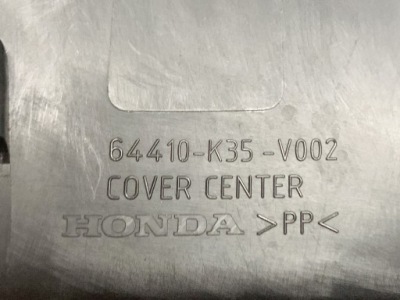 64410-K35-V002
COVER CENTER
HONDA >PP<